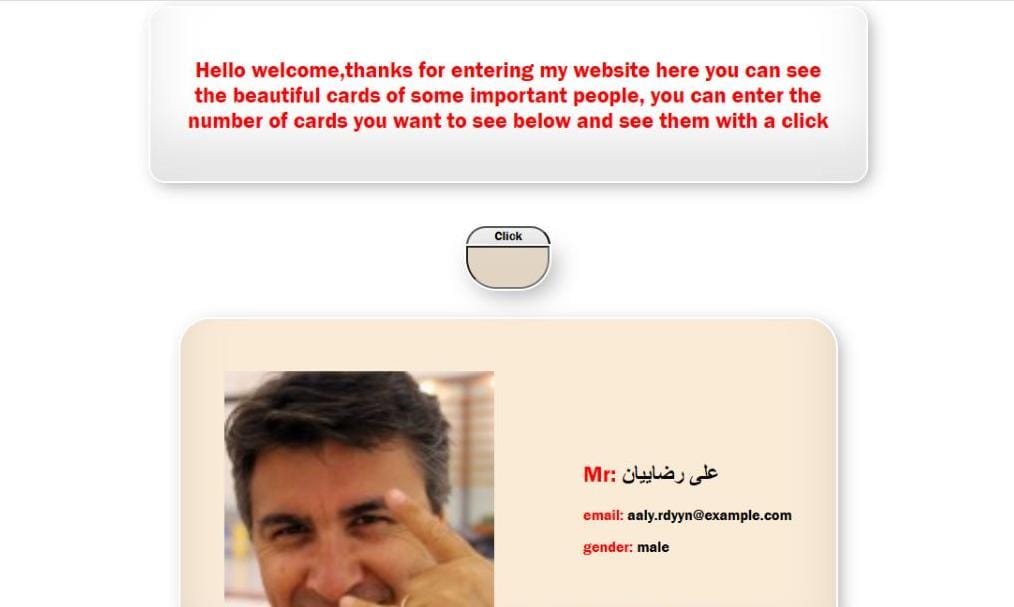 Hello welcome,thanks for entering my website here you can see
the beautiful cards of some important people, you can enter the
number of cards you want to see below and see them with a click
Click
Mr: علی رضاییان
email: aaly.rdyyn@example.com
gender: male